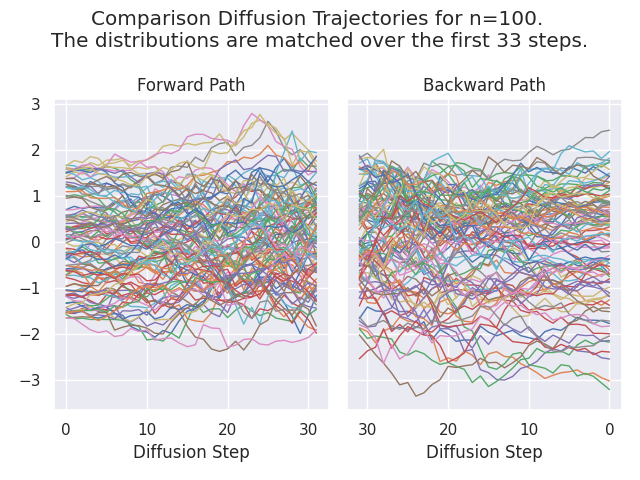 Comparison Diffusion Trajectories for n=100.
The distributions are matched over the first 33 steps.
Forward Path
Backward Path
3
2
1
0
−1
−2
−3
0
10
20
30
30
20
10
0
Diffusion Step
Diffusion Step